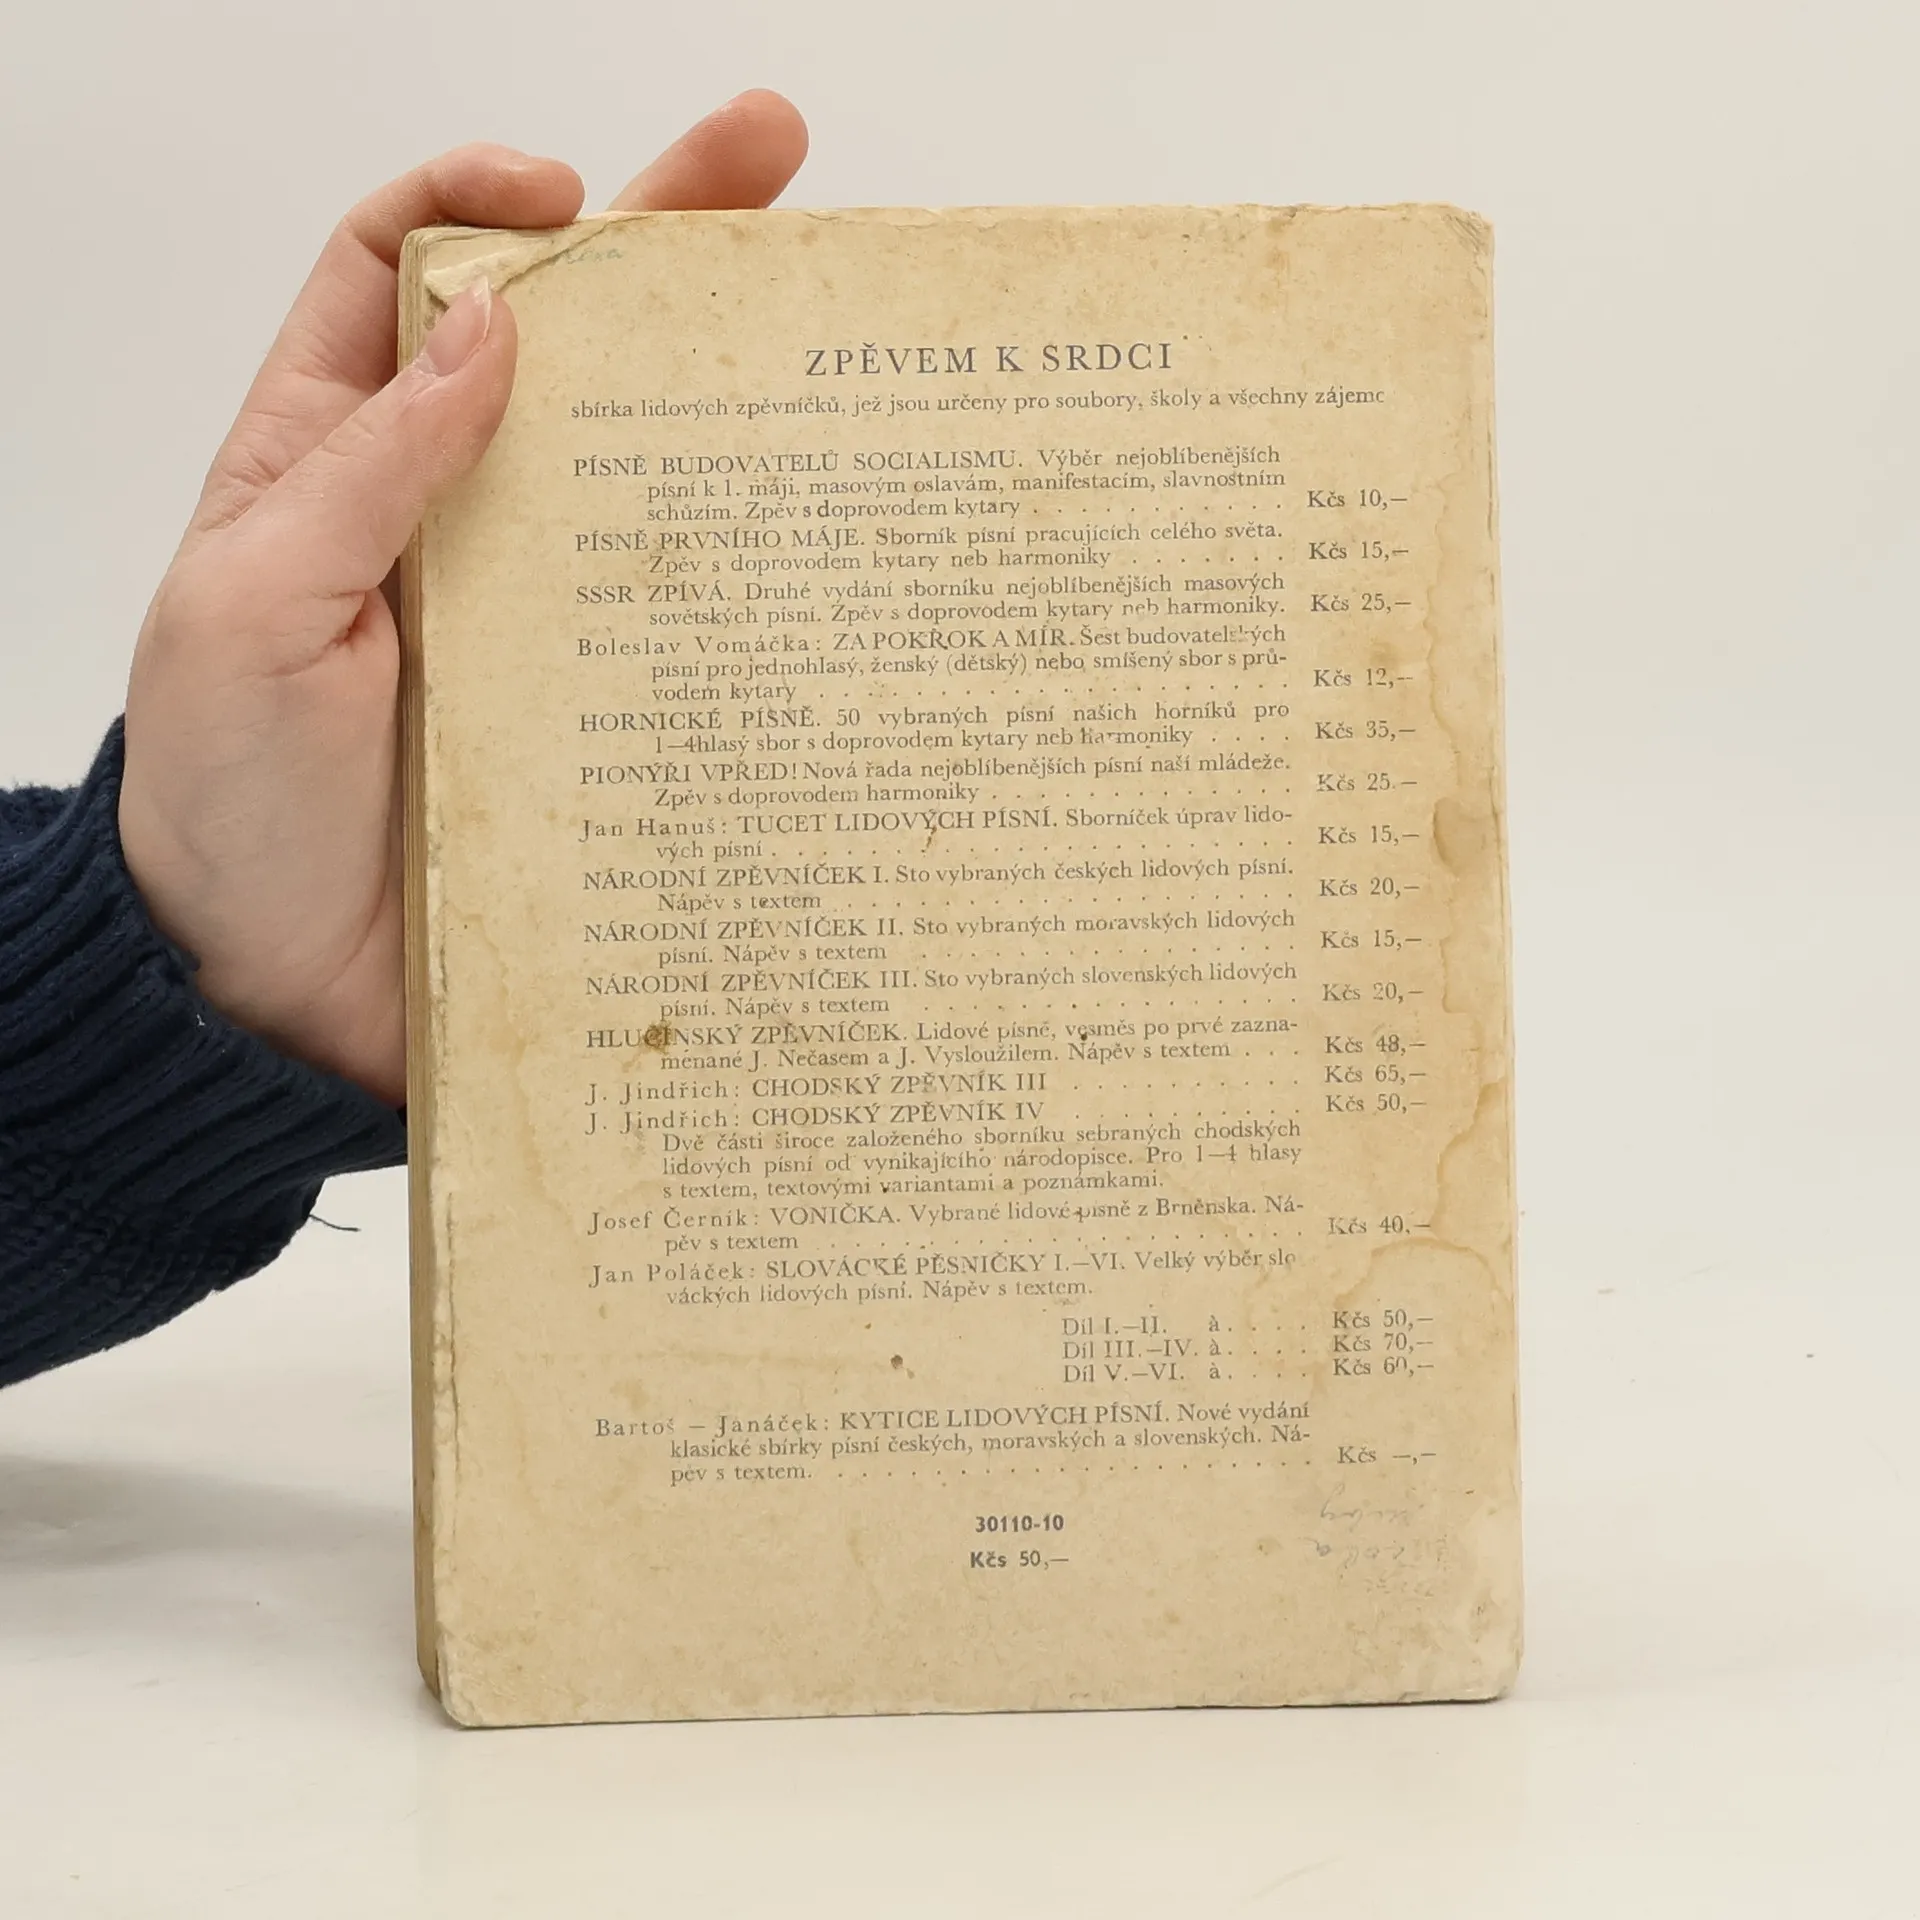 ZPĚVEM K SRDCI
sbírka lidových zpěvníčků, jež jsou určeny pro soubory, školy a všechny zájemc
PÍSNĚ BUDOVATELŮ SOCIALISMU. Výběr nejoblíbenějších
písní k 1. máji, masovým oslavám, manifestacím, slavnostním
schůzím. Zpěv s doprovodem kytary . . . . . . . . . . . Kčs 10,—
PÍSNĚ PRVNÍHO MÁJE. Sborník písní pracujících celého světa.
Zpěv s doprovodem kytary neb harmoniky . . . . . . . Kčs 15,—
SSSR ZPÍVÁ. Druhé vydání sborníku nejoblíbenějších masových
sovětských písní. Zpěv s doprovodem kytary neb harmoniky. Kčs 25,—
Boleslav Vomáčka: ZA POKROK A MÍR. Šest budovatelských
písní pro jednohlasý, ženský (dětský) nebo smíšený sbor s prů-
vodem kytary . . . . . . . . . . . . . . . . . . . Kčs 12,—
HORNICKÉ PÍSNĚ. 50 vybraných písní našich horníků pro
1—4hlasý sbor s doprovodem kytary neb harmoniky . . . . Kčs 35,—
PIONÝŘI VPŘED! Nová řada nejoblíbenějších písní naší mládeže.
Zpěv s doprovodem harmoniky . . . . . . . . . . . . . Kčs 25.—
Jan Hanuš: TUCET LIDOVÝCH PÍSNÍ. Sborníček úprav lido-
vých písní . . . . . . . . . . . . . . . . . . . . . . Kčs 15,—
NÁRODNÍ ZPĚVNÍČEK I. Sto vybraných českých lidových písní.
Nápěv s textem . . . . . . . . . . . . . . . . . . . Kčs 20,—
NÁRODNÍ ZPĚVNÍČEK II. Sto vybraných moravských lidových
písní. Nápěv s textem . . . . . . . . . . . . . . . Kčs 15,—
NÁRODNÍ ZPĚVNÍČEK III. Sto vybraných slovenských lidových
písní. Nápěv s textem . . . . . . . . . . . . . . . Kčs 20,—
HLUČÍNSKÝ ZPĚVNÍČEK. Lidové písně, vesměs po prvé zazna-
menané J. Nečasem a J. Vysloužilem. Nápěv s textem . . . Kčs 48,—
J. Jindřich: CHODSKÝ ZPĚVNÍK III . . . . . . . . . . Kčs 65,—
J. Jindřich: CHODSKÝ ZPĚVNÍK IV . . . . . . . . . . Kčs 50,—
Dvě části široce založeného sborníku sebraných chodských
lidových písní od vynikajícího národopisce. Pro 1—4 hlasy
s textem, textovými variantami a poznámkami.
Josef Černík: VONIČKA. Vybrané lidové písně z Brněnska. Ná-
pěv s textem . . . . . . . . . . . . . . . . . . . . Kčs 40,—
Jan Poláček: SLOVÁCKÉ PĚSNIČKY I.—VI. Velký výběr slo
váckých lidových písní. Nápěv s textem.
Díl I.—II. à . . . . Kčs 50,—
Díl III.—IV. à . . . . Kčs 70,—
Díl V.—VI. à . . . . Kčs 60,—
Bartoš — Janáček: KYTICE LIDOVÝCH PÍSNÍ. Nové vydání
klasické sbírky písní českých, moravských a slovenských. Ná-
pěv s textem. . . . . . . . . . . . . . . . . . . . Kčs —,—
30110-10
Kčs 50,—